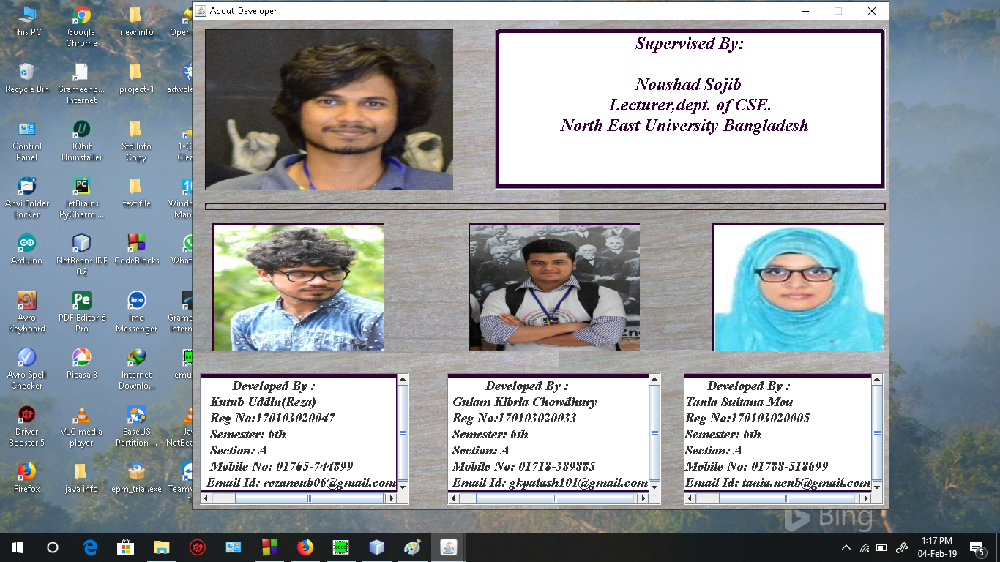 About_Developer
This PC
Google
Chrome
new info
Open
Supervised By:
Noushad Sojib
Lecturer,dept. of CSE.
North East University Bangladesh
Recycle Bin
Grameenp...
Internet
project-1
adwcle
Control
Panel
IObit
Uninstaller
Std Info
Copy
1-C
Clea
Anvi Folder
Locker
JetBrains
PyCharm ...
text file
Windo
Man
Arduino
NetBeans IDE
8.2
CodeBlocks
What
Avro
Keyboard
PDF Editor 6
Pro
Imo
Messenger
Grame
Intern
Avro Spell
Checker
Picasa 3
Internet
Downlo...
emu
Driver
Booster 5
VLC media
player
EaseUS
Partition ...
Jav
NetBea
Firefox
java info
epm_trial.exe
TeamV
1
Developed By :
Kutub Uddin(Reza)
Reg No:170103020047
Semester: 6th
Section: A
Mobile No: 01765-744899
Email Id: rezaneub06@gmail.com
Developed By :
Gulam Kibria Chowdhury
Reg No:170103020033
Semester: 6th
Section: A
Mobile No: 01718-389885
Email Id: gkpalash101@gmail.com
Developed By :
Tania Sultana Mou
Reg No:170103020005
Semester: 6th
Section: A
Mobile No: 01788-518699
Email Id: tania.neub@gmail.com
Bing
1:17 PM
04-Feb-19
5